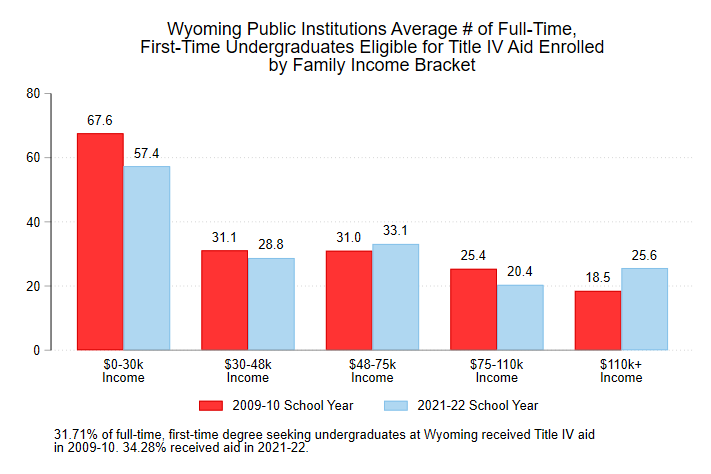 Wyoming Public Institutions Average # of Full-Time,
First-Time Undergraduates Eligible for Title IV Aid Enrolled
by Family Income Bracket
80
60
40
20
0
67.6
57.4
31.1
28.8
31.0
33.1
25.4
20.4
18.5
25.6
$0-30k
Income
$30-48k
Income
$48-75k
Income
$75-110k
Income
$110k+
Income
2009-10 School Year
2021-22 School Year
31.71% of full-time, first-time degree seeking undergraduates at Wyoming received Title IV aid
in 2009-10. 34.28% received aid in 2021-22.